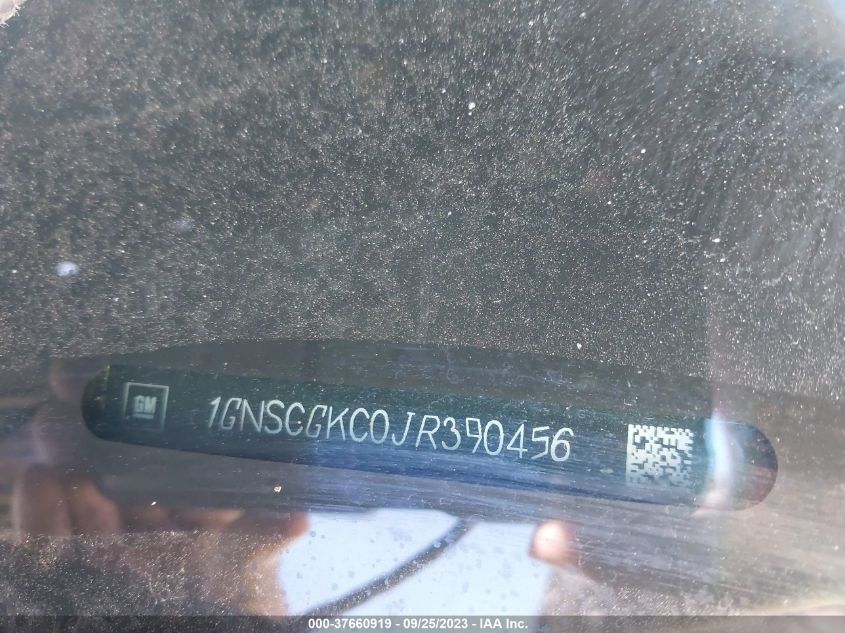 GM
1GNSCGKC0JR390456
000-37660919 - 09/25/2023 - IAA Inc.